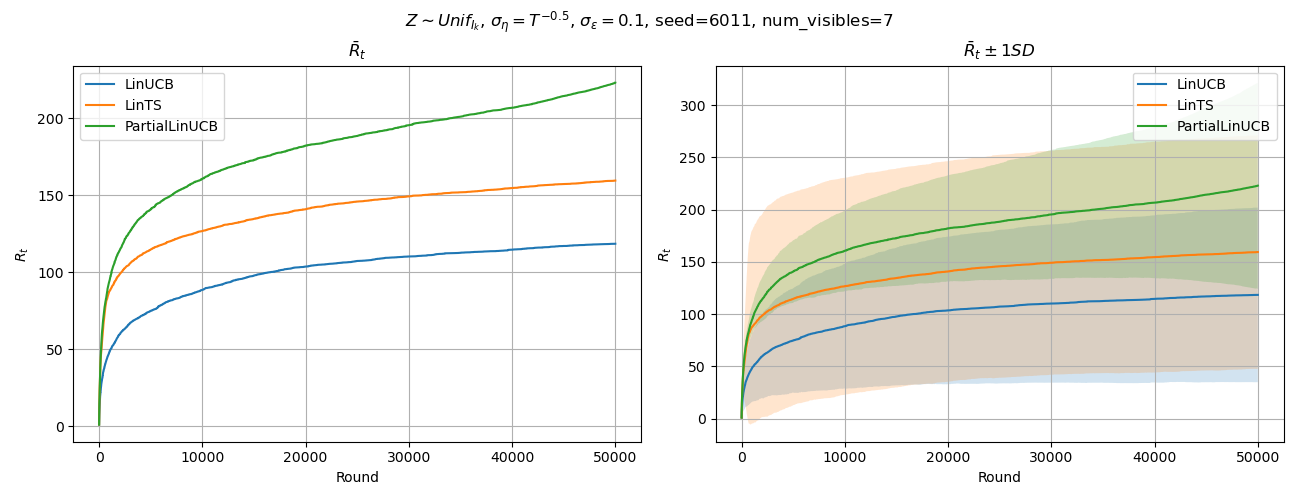 Z ∼ Unif_{I_k}, σ_η = T^{−0.5}, σ_ε = 0.1, seed=6011, num_visibles=7
R̄_t
R_t
200
150
100
50
0
LinUCB
LinTS
PartialLinUCB
0 10000 20000 30000 40000 50000
Round
R̄_t ± 1SD
R_t
300
250
200
150
100
50
0
LinUCB
LinTS
PartialLinUCB
0 10000 20000 30000 40000 50000
Round